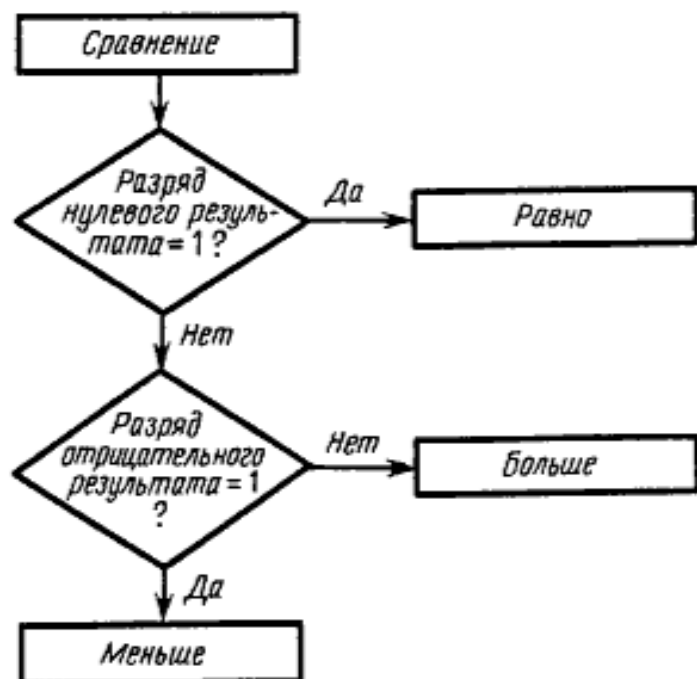 Сравнение
Разряд
нулевого резуль-
тата = 1 ?
Да
Равно
Нет
Разряд
отрицательного
результата = 1
?
Нет
Больше
Да
Меньше